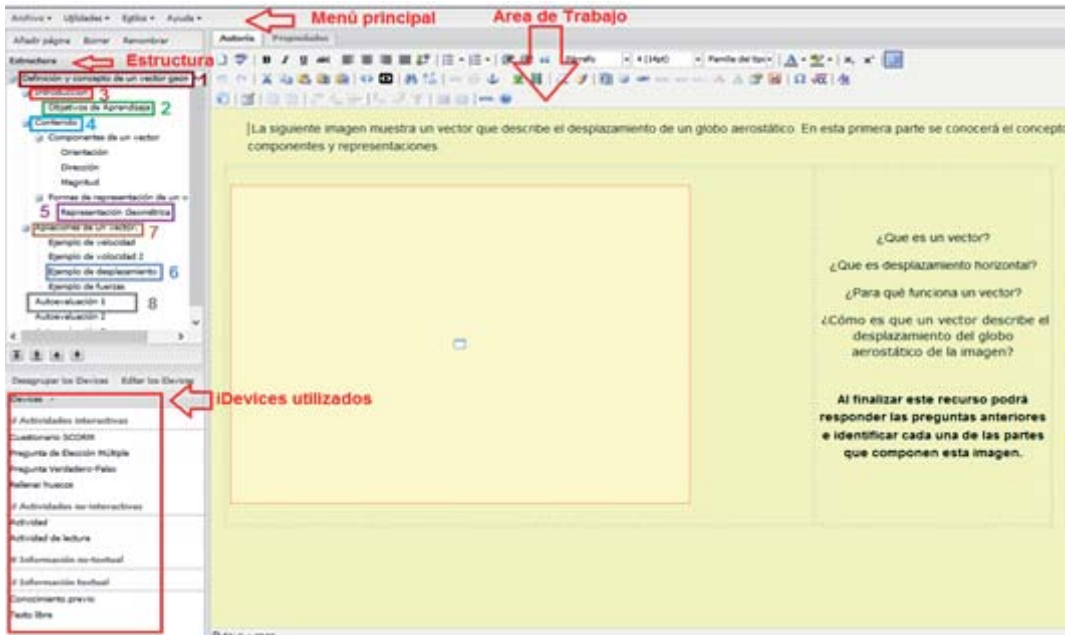 Archivo Utilidades Estilos Ayuda
Menú principal
Area de Trabajo
Añadir página Borrar Renombrar
Autoría Propiedades
Estructura
Estructura
Definición y concepto de un vector geom
1
Introducción
3
Objetivos de Aprendizaje
2
Contenido
4
Componentes de un vector
Orientación
Dirección
Magnitud
Formas de representación de un v
5
Representación Geométrica
7
Ejemplo de velocidad
Ejemplo de velocidad 2
Ejemplo de desplazamiento
6
Ejemplo de fuerzas
Autoevaluación 1
8
Autoevaluación 2
Párrafo
4 (14pt)
La siguiente imagen muestra un vector que describe el desplazamiento de un globo aerostático. En esta primera parte se conocerá el concepto
componentes y representaciones.
¿Que es un vector?
¿Que es desplazamiento horizontal?
¿Para qué funciona un vector?
¿Cómo es que un vector describe el
desplazamiento del globo
aerostático de la imagen?
Al finalizar este recurso podrá
responder las preguntas anteriores
e identificar cada una de las partes
que componen esta imagen.
Desagrupar los iDevices Editar los iDevices
iDevices utilizados
iDevices
# Actividades interactivas
Cuestionario SCORM
Pregunta de Elección Múltiple
Pregunta Verdadero-Falso
Rellenar huecos
# Actividades no-interactivas
Actividad
Actividad de lectura
# Información no-textual
# Información textual
Conocimiento previo
Texto libre